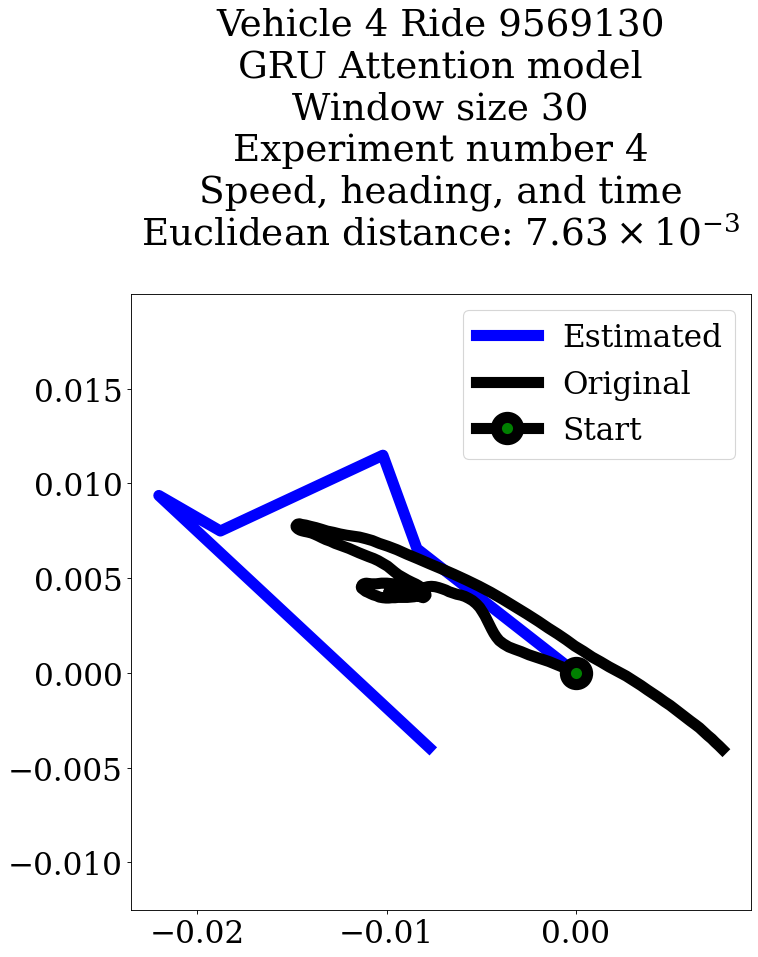 Vehicle 4 Ride 9569130
GRU Attention model
Window size 30
Experiment number 4
Speed, heading, and time
Euclidean distance: 7.63 × 10⁻³
Estimated
Original
Start
0.015
0.010
0.005
0.000
−0.005
−0.010
−0.02
−0.01
0.00